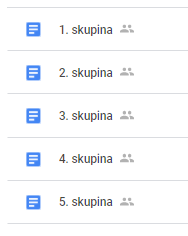 1. skupina
2. skupina
3. skupina
4. skupina
5. skupina